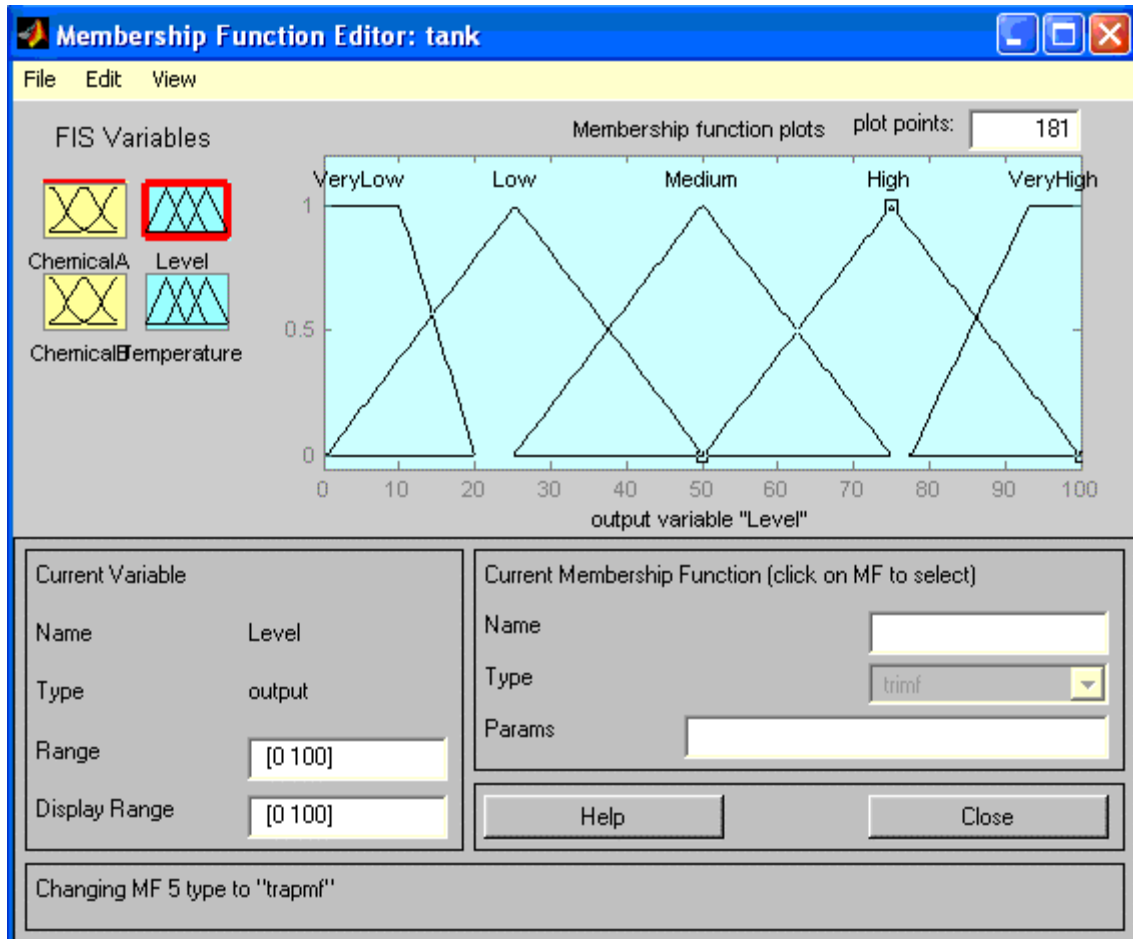 Membership Function Editor: tank
File Edit View
FIS Variables
ChemicalA Level
ChemicalB Temperature
Membership function plots plot points: 181
VeryLow Low Medium High VeryHigh
1
0.5
0
0 10 20 30 40 50 60 70 80 90 100
output variable "Level"
Current Variable
Name Level
Type output
Range [0 100]
Display Range [0 100]
Current Membership Function (click on MF to select)
Name
Type trimf
Params
Help Close
Changing MF 5 type to "trapmf"